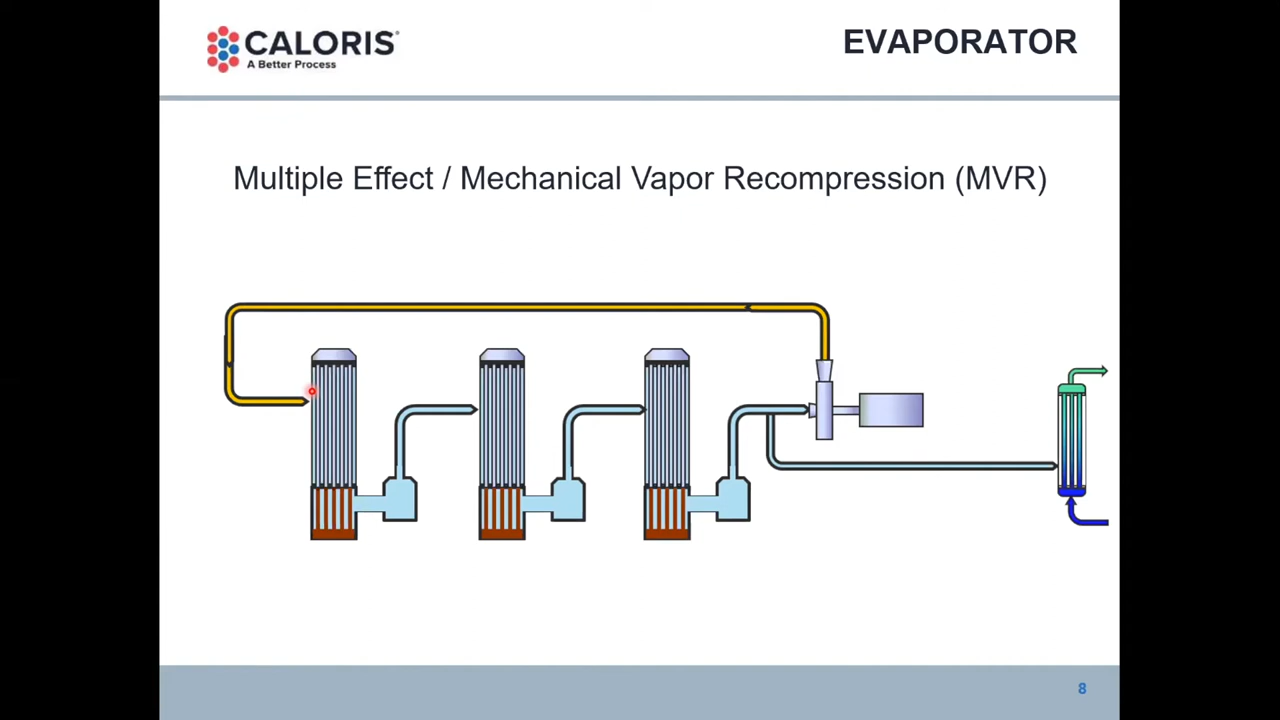 CALORIS
A Better Process
EVAPORATOR
Multiple Effect / Mechanical Vapor Recompression (MVR)
8